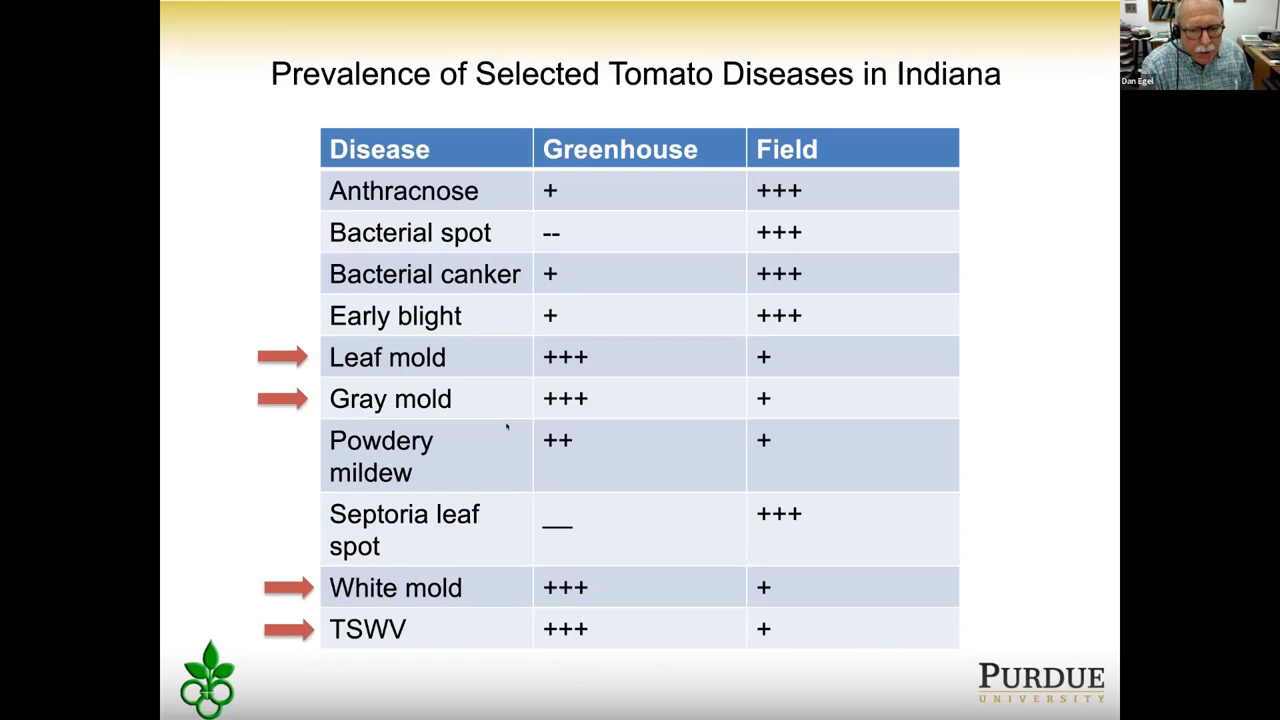 Prevalence of Selected Tomato Diseases in Indiana
Dan Egel
Disease Greenhouse Field
Anthracnose + +++
Bacterial spot -- +++
Bacterial canker + +++
Early blight + +++
Leaf mold +++ +
Gray mold +++ +
Powdery mildew ++ +
Septoria leaf spot __ +++
White mold +++ +
TSWV +++ +
PURDUE
UNIVERSITY